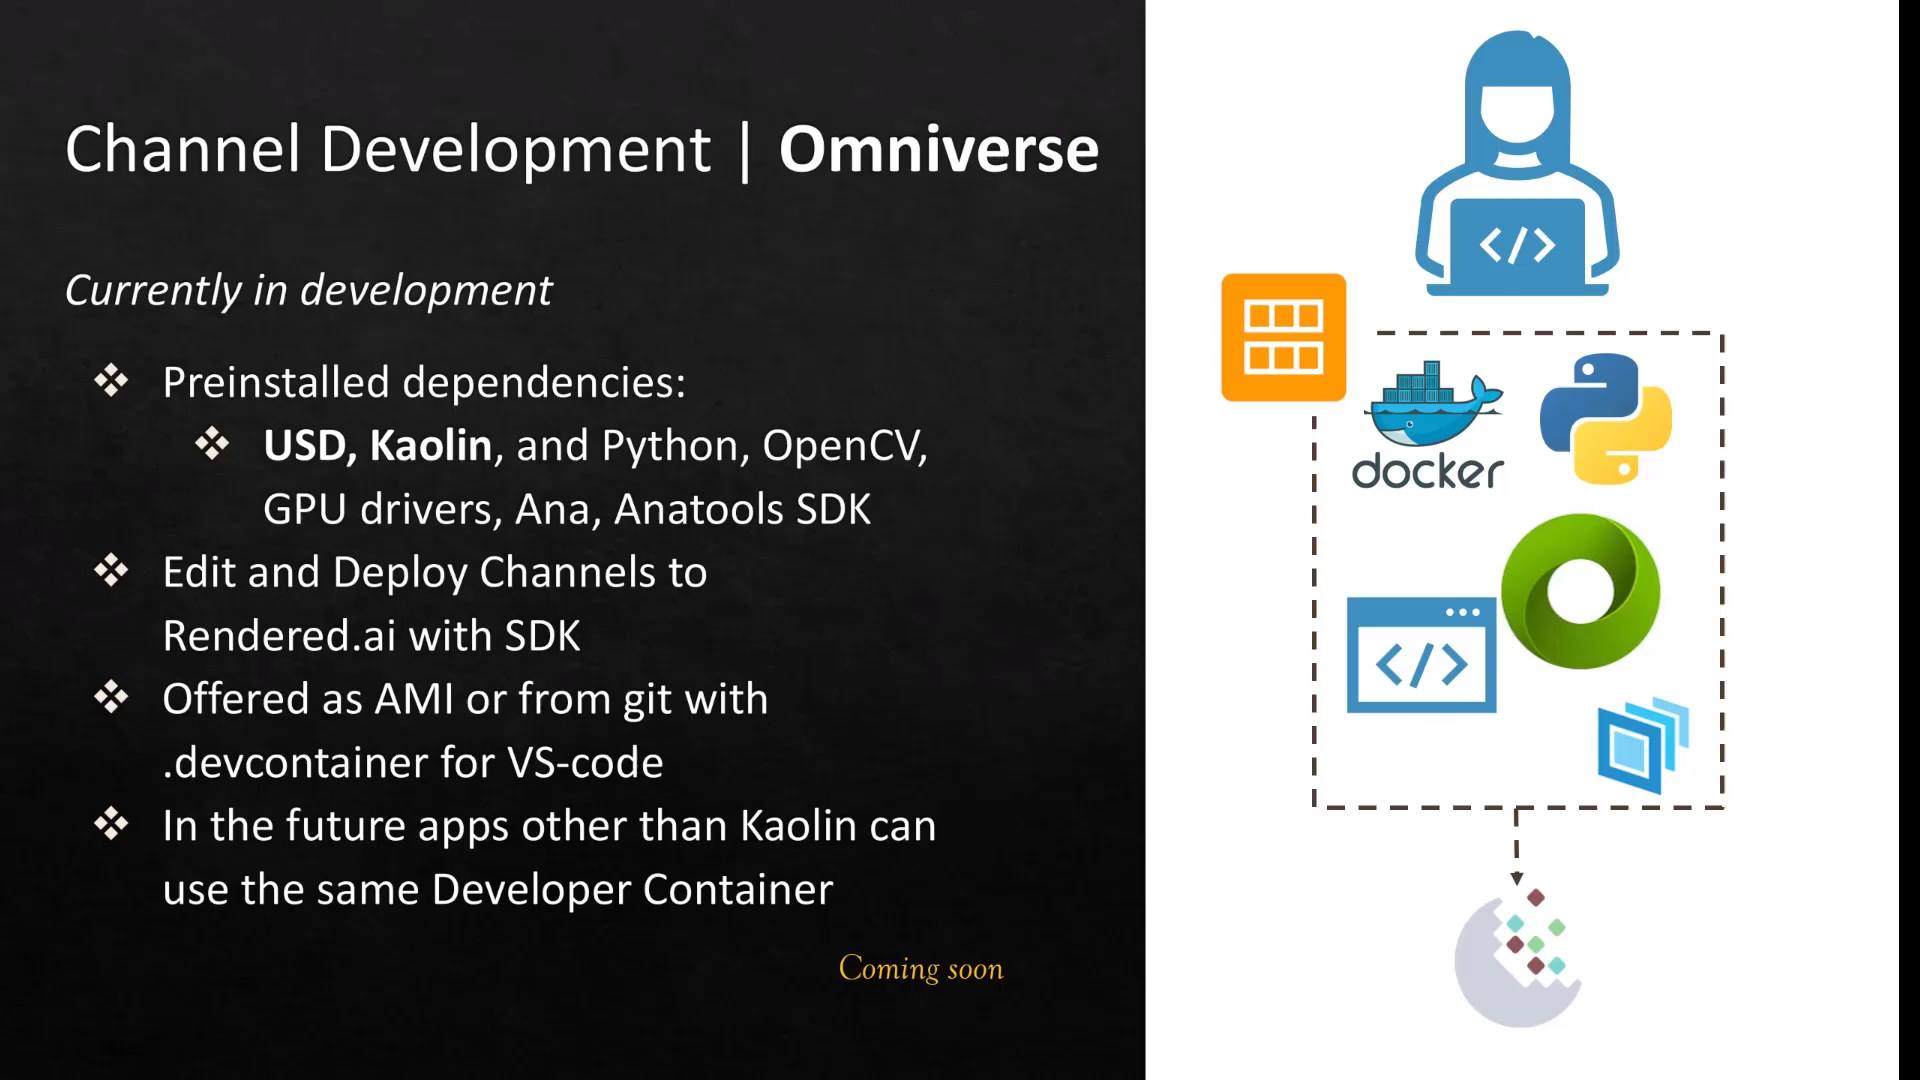 Channel Development | Omniverse
Currently in development
❖ Preinstalled dependencies:
❖ USD, Kaolin, and Python, OpenCV,
GPU drivers, Ana, Anatools SDK
❖ Edit and Deploy Channels to
Rendered.ai with SDK
❖ Offered as AMI or from git with
.devcontainer for VS-code
❖ In the future apps other than Kaolin can
use the same Developer Container
Coming soon
</>
docker
</>